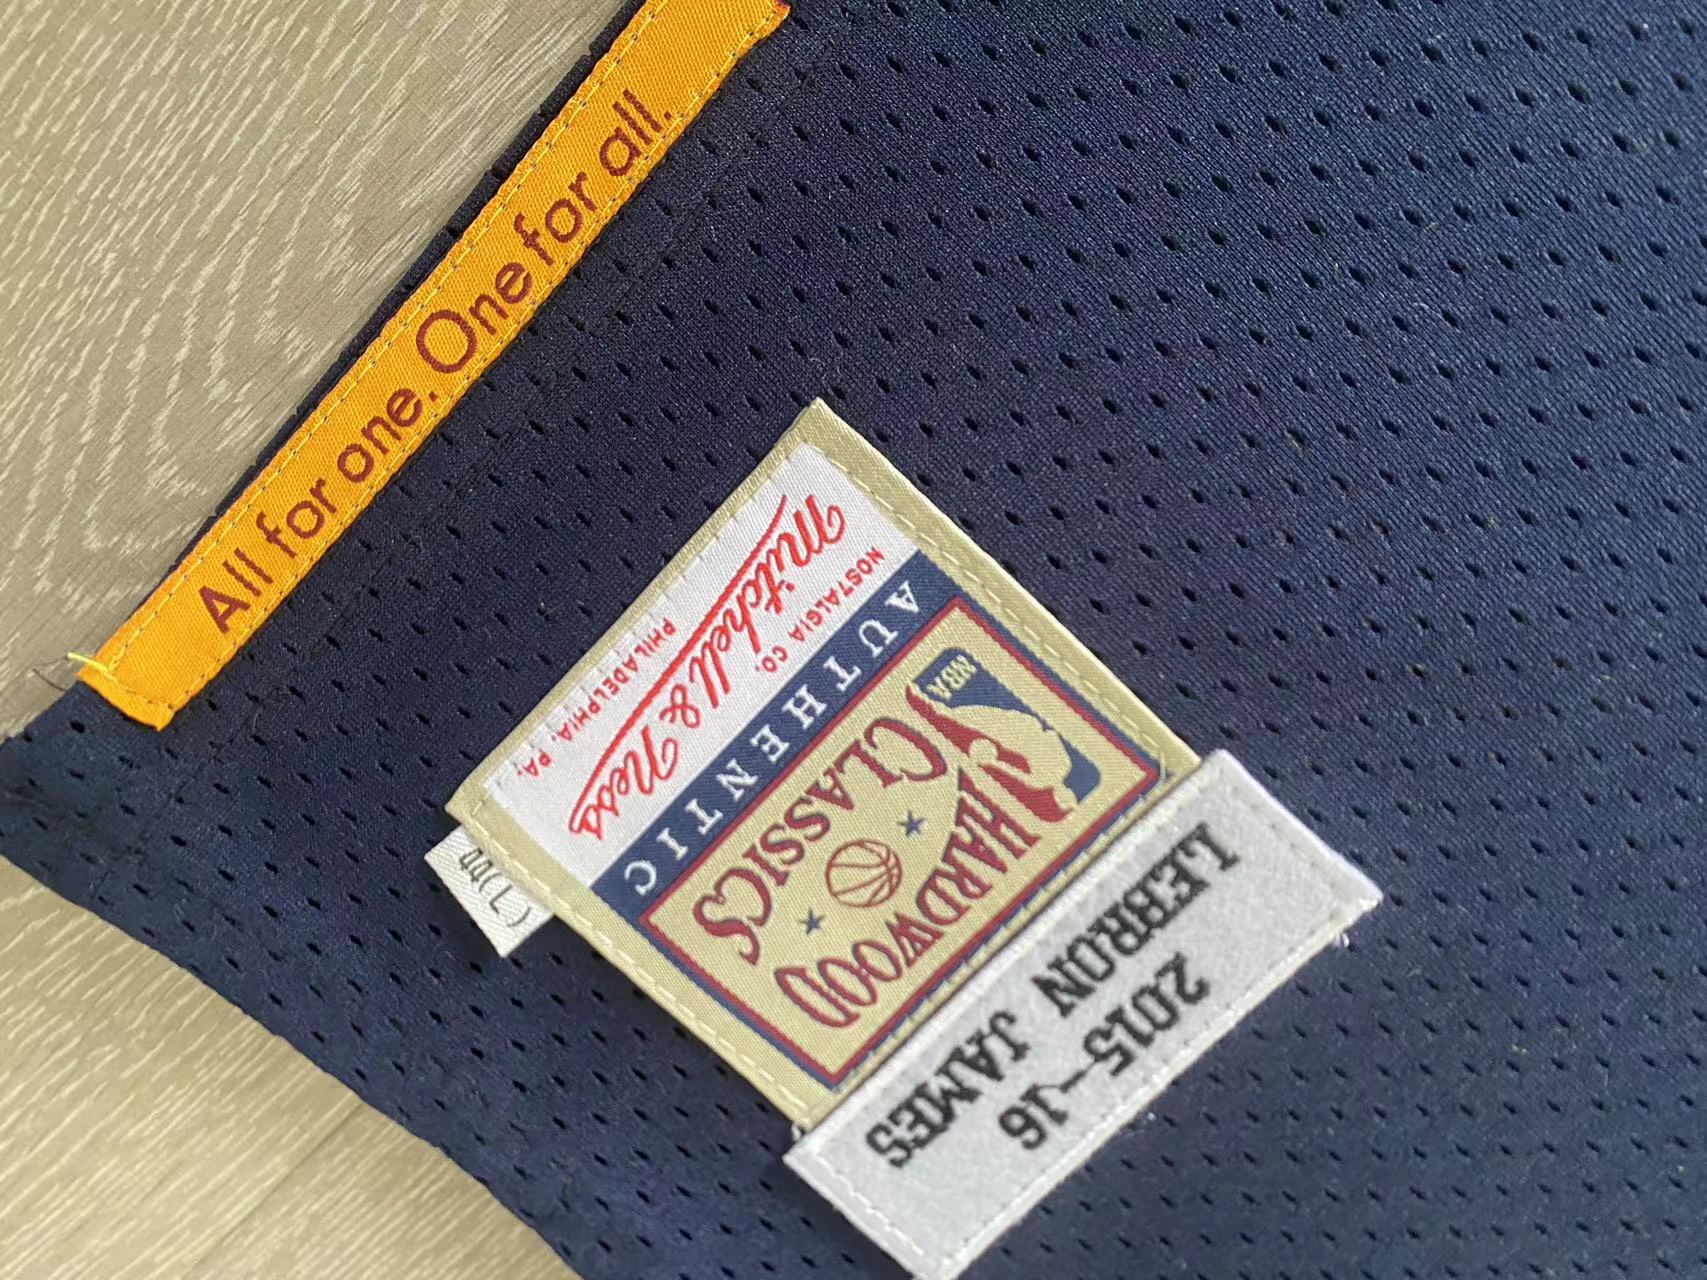 All for one. One for all.
Mitchell & Ness
NOSTALGIA CO.
PHILADELPHIA, PA.
AUTHENTIC
NBA
HARDWOOD
CLASSICS
LEBRON JAMES
2015-16